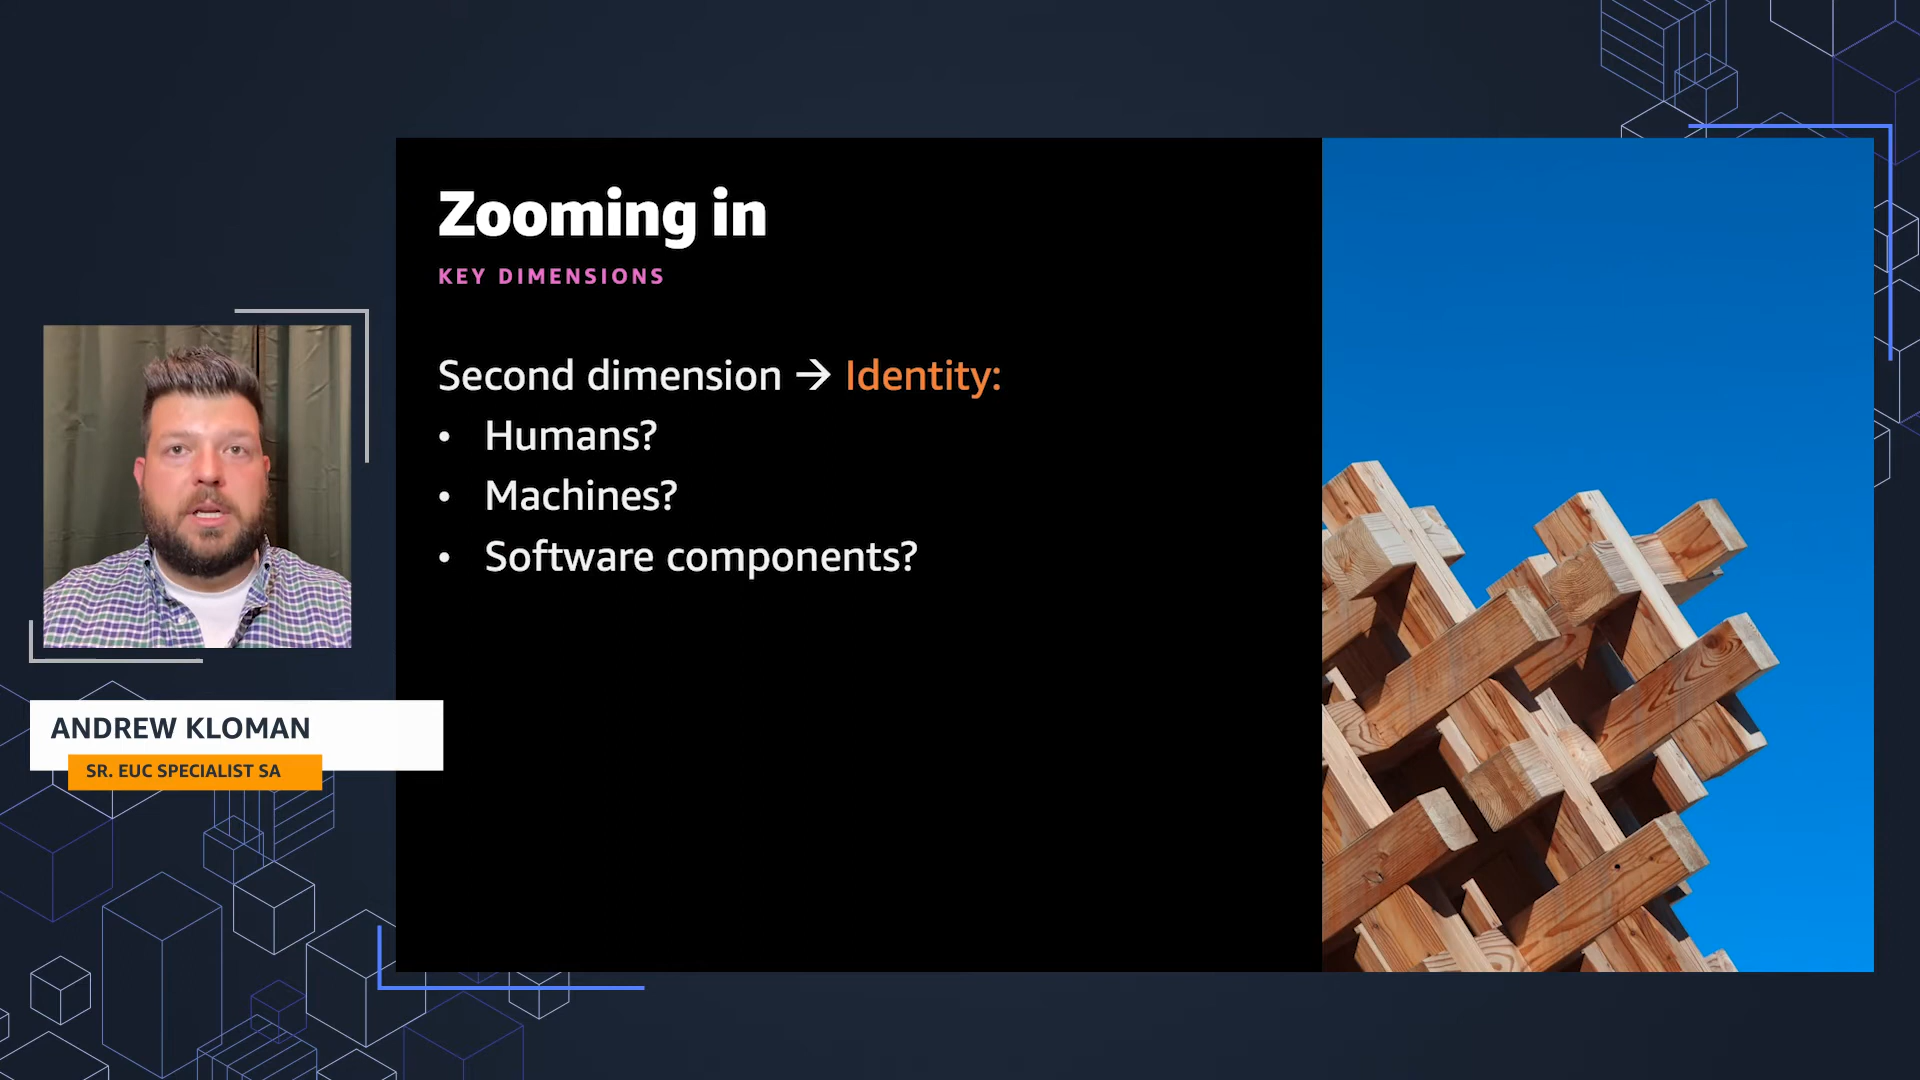 Zooming in
KEY DIMENSIONS
Second dimension → Identity:
• Humans?
• Machines?
• Software components?
ANDREW KLOMAN
SR. EUC SPECIALIST SA